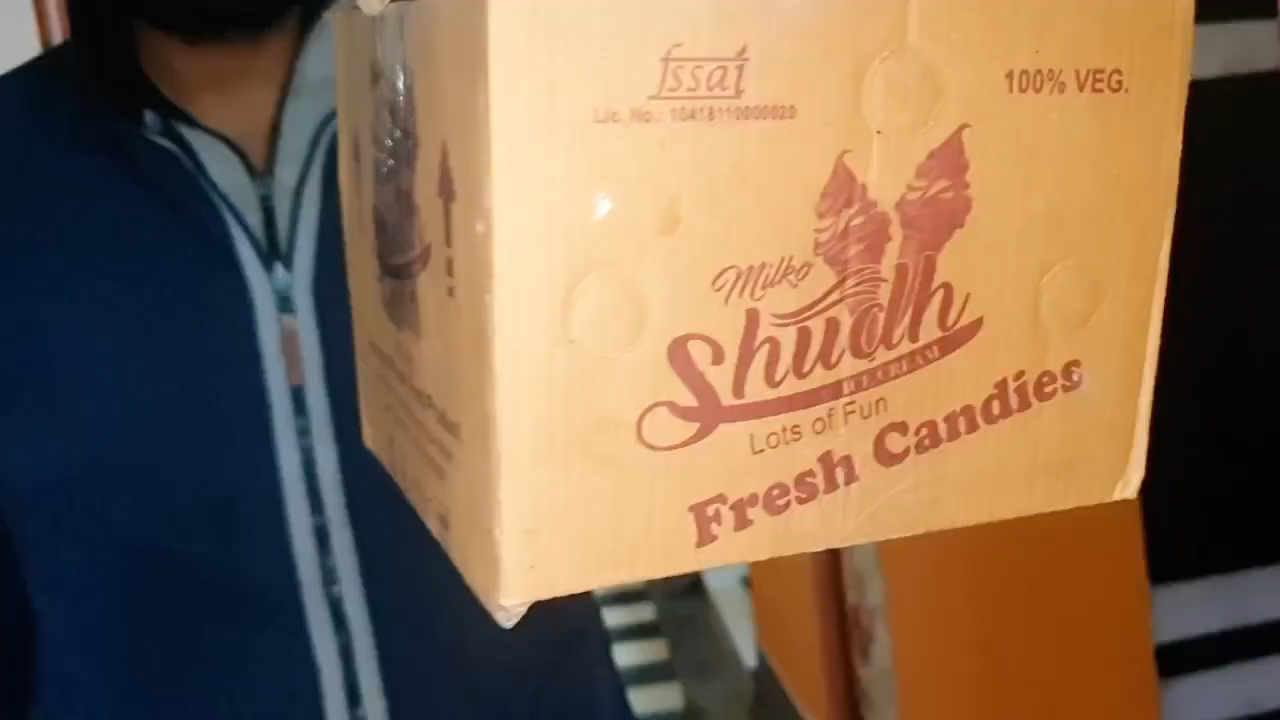 fssai
Lic. No.: 10418110000020
100% VEG.
Milko
Shudh
ICE CREAM
Lots of Fun
Fresh Candies